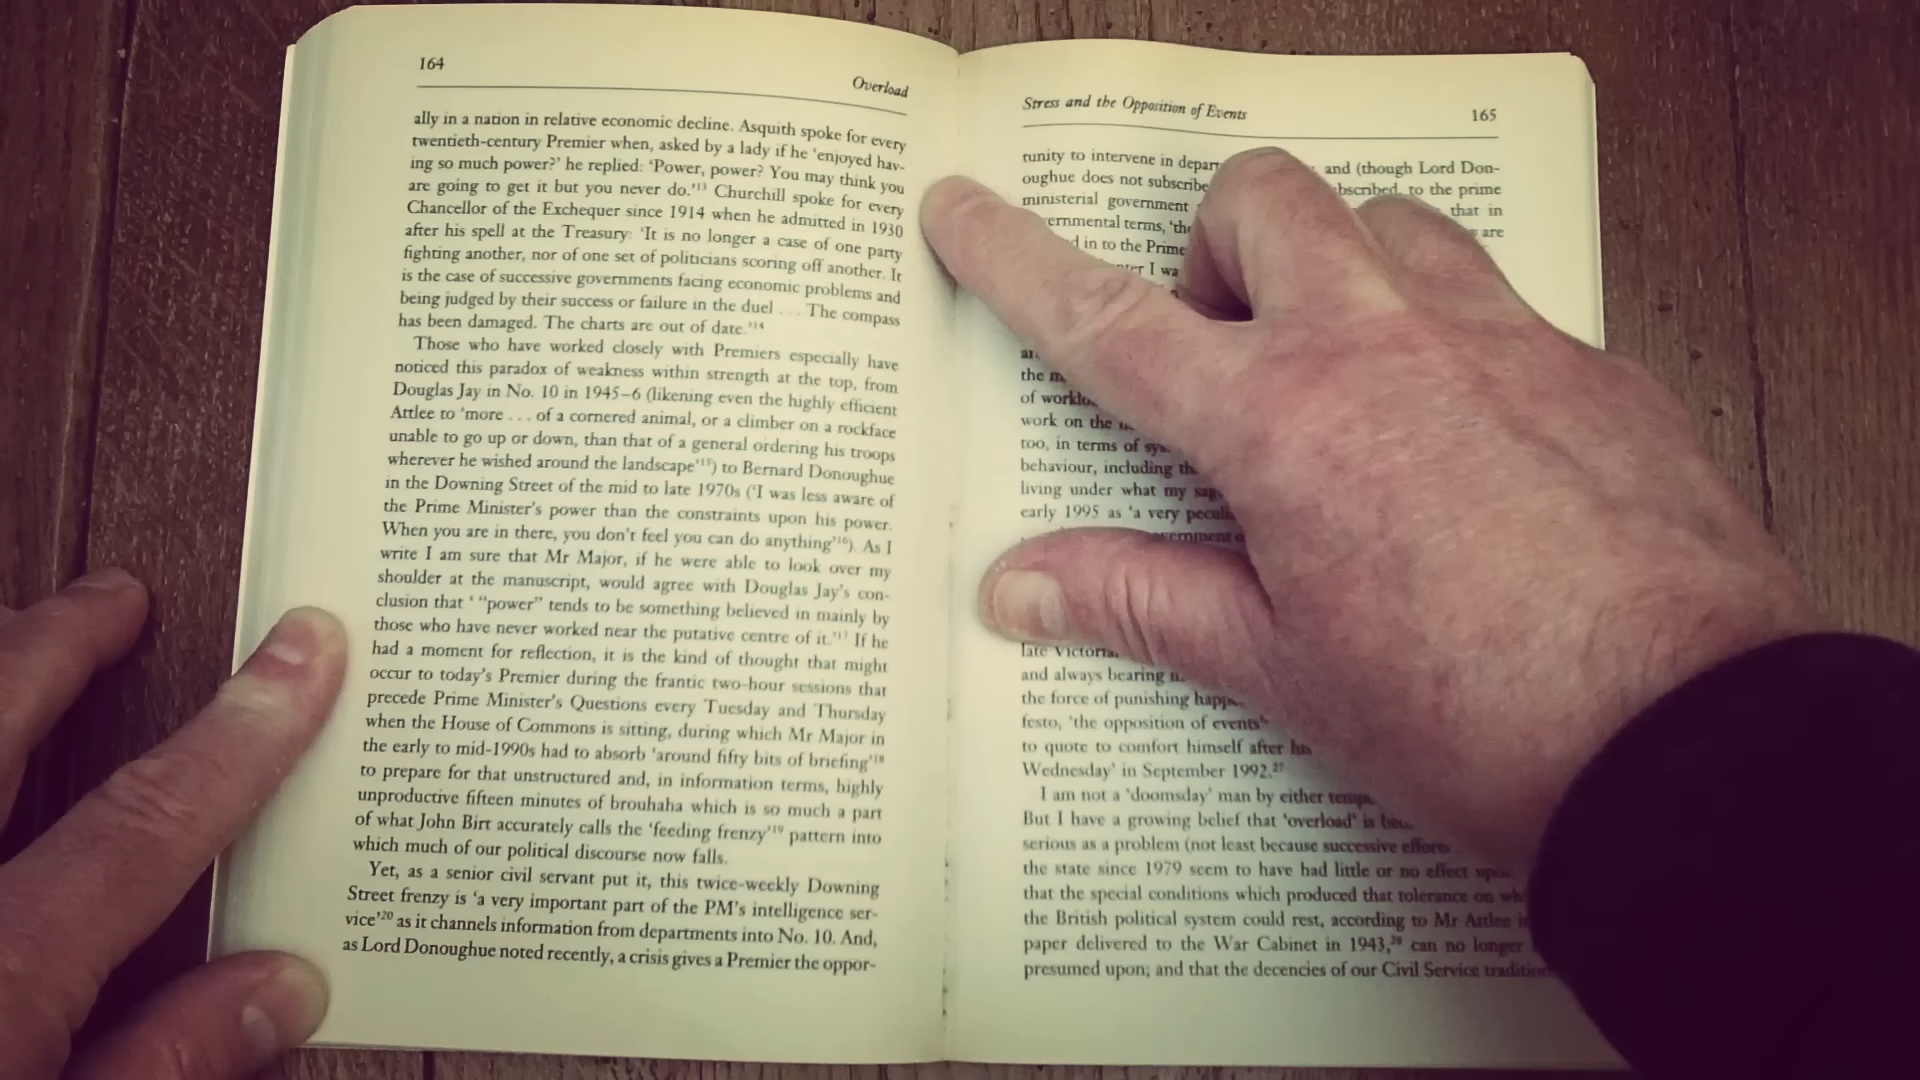 164
Overload
ally in a nation in relative economic decline. Asquith spoke for every
twentieth-century Premier when, asked by a lady if he ‘enjoyed hav-
ing so much power?’ he replied: ‘Power, power? You may think you
are going to get it but you never do.’¹³ Churchill spoke for every
Chancellor of the Exchequer since 1914 when he admitted in 1930
after his spell at the Treasury: ‘It is no longer a case of one party
fighting another, nor of one set of politicians scoring off another. It
is the case of successive governments facing economic problems and
being judged by their success or failure in the duel . . . The compass
has been damaged. The charts are out of date.’¹⁴
Those who have worked closely with Premiers especially have
noticed this paradox of weakness within strength at the top, from
Douglas Jay in No. 10 in 1945–6 (likening even the highly efficient
Attlee to ‘more . . . of a cornered animal, or a climber on a rockface
unable to go up or down, than that of a general ordering his troops
wherever he wished around the landscape’¹⁵) to Bernard Donoughue
in the Downing Street of the mid to late 1970s (‘I was less aware of
the Prime Minister’s power than the constraints upon his power.
When you are in there, you don’t feel you can do anything’¹⁶). As I
write I am sure that Mr Major, if he were able to look over my
shoulder at the manuscript, would agree with Douglas Jay’s con-
clusion that ‘ “power” tends to be something believed in mainly by
those who have never worked near the putative centre of it.’¹⁷ If he
had a moment for reflection, it is the kind of thought that might
occur to today’s Premier during the frantic two-hour sessions that
precede Prime Minister’s Questions every Tuesday and Thursday
when the House of Commons is sitting, during which Mr Major in
the early to mid-1990s had to absorb ‘around fifty bits of briefing’¹⁸
to prepare for that unstructured and, in information terms, highly
unproductive fifteen minutes of brouhaha which is so much a part
of what John Birt accurately calls the ‘feeding frenzy’¹⁹ pattern into
which much of our political discourse now falls.
Yet, as a senior civil servant put it, this twice-weekly Downing
Street frenzy is ‘a very important part of the PM’s intelligence ser-
vice’²⁰ as it channels information from departments into No. 10. And,
as Lord Donoughue noted recently, a crisis gives a Premier the oppor-
Stress and the Opposition of Events
165
tunity to intervene in and (though Lord Don-
oughue does not subscribe to the prime
ministerial government that in
terms, are
in to the Prime
I
the
of
work on the
too, in terms of
behaviour, including
living under what my
early 1995 as ‘a very
late
and always bearing
the force of punishing
festo, ‘the opposition of events’
to quote to comfort himself after
Wednesday’ in September 1992.²⁷
I am not a ‘doomsday’ man by either
But I have a growing belief that ‘overload’ is
serious as a problem (not least because successive efforts
the state since 1979 seem to have had little or no effect
that the special conditions which produced that tolerance on
the British political system could rest, according to Mr Attlee
paper delivered to the War Cabinet in 1943,²⁸ can no longer
presumed upon; and that the decencies of our Civil Service